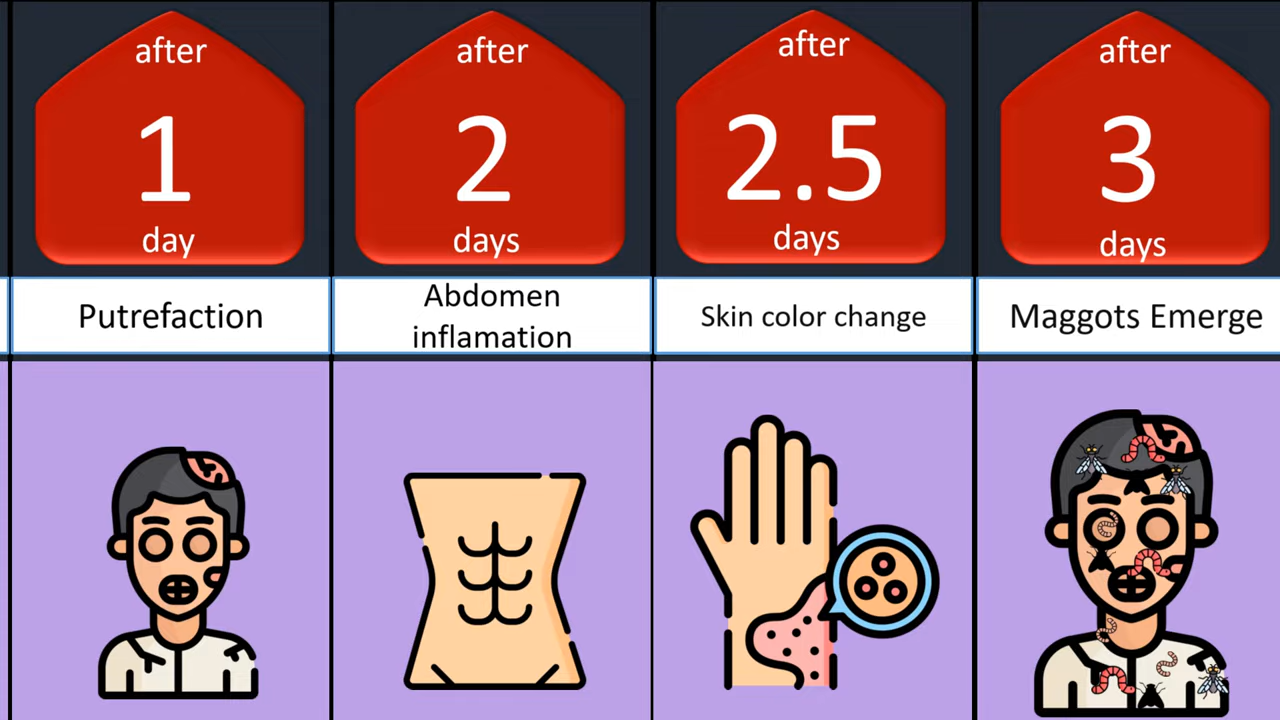 after
1
day
Putrefaction
after
2
days
Abdomen
inflamation
after
2.5
days
Skin color change
after
3
days
Maggots Emerge